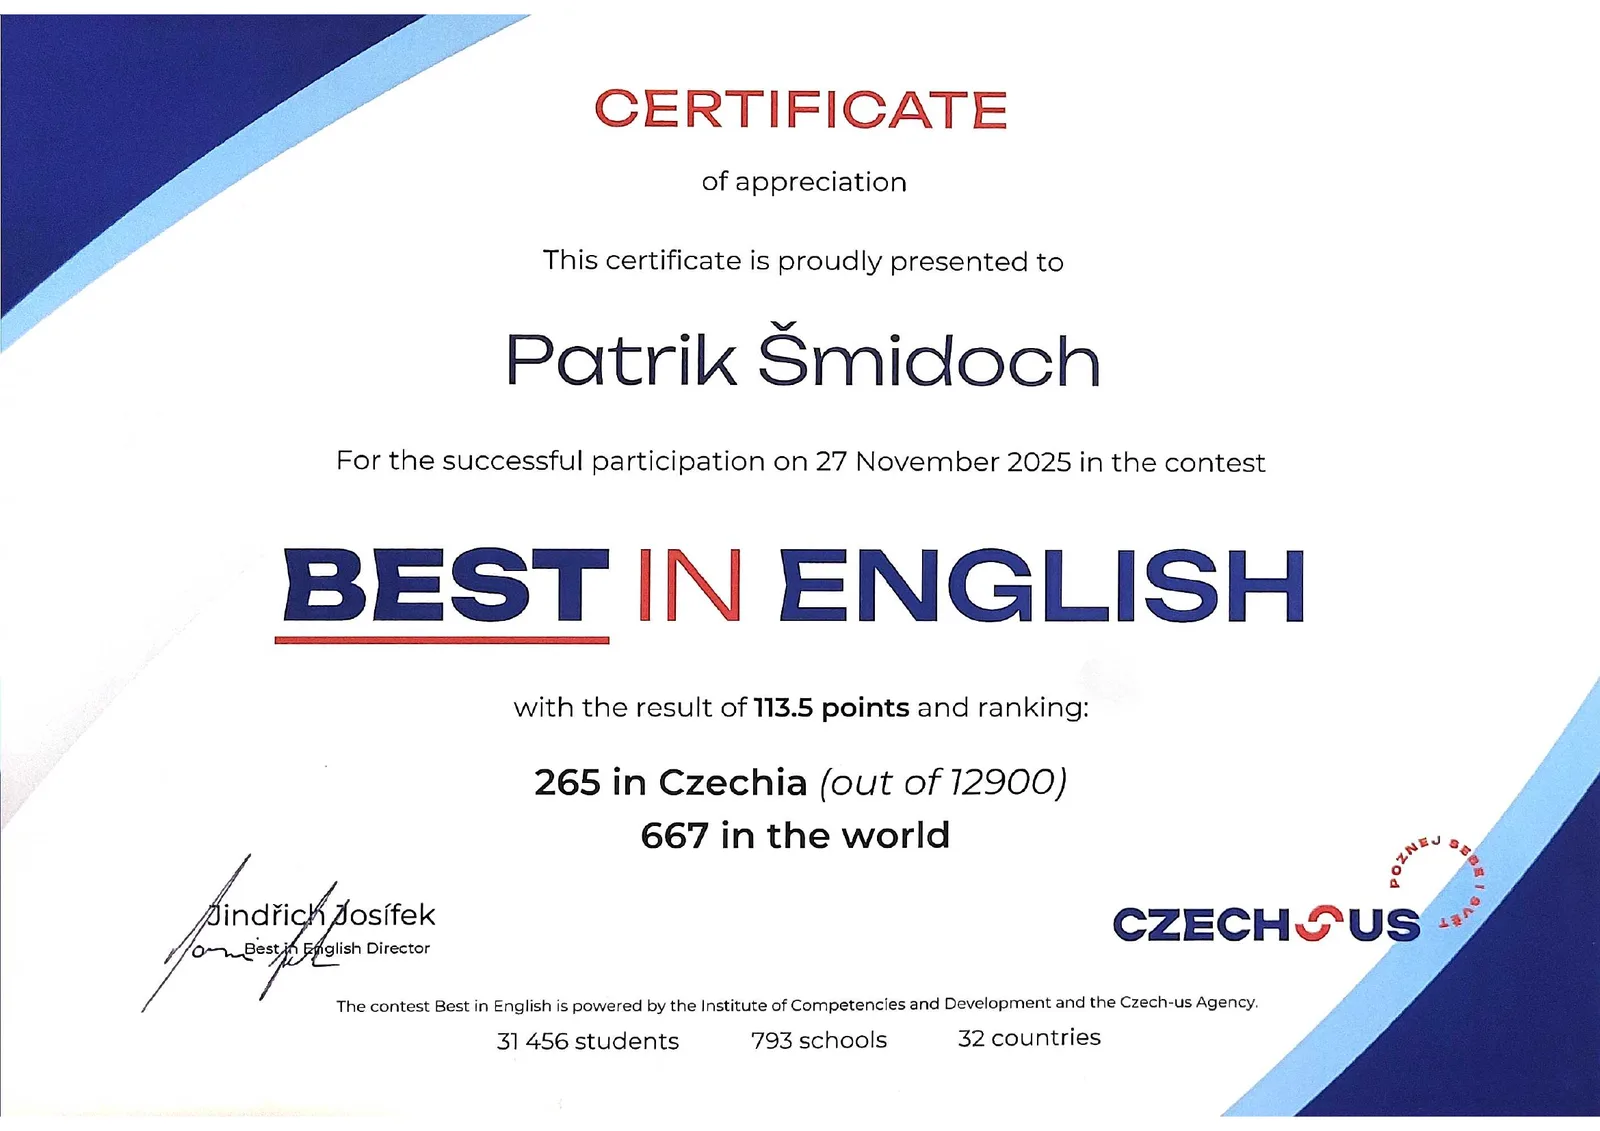 CERTIFICATE
of appreciation
This certificate is proudly presented to
Patrik Šmidoch
For the successful participation on 27 November 2025 in the contest
BEST IN ENGLISH
with the result of 113.5 points and ranking:
265 in Czechia (out of 12900)
667 in the world
Jindřich Josífek
Best in English Director
POZNEJ SEBE I SVĚT
CZECH US
The contest Best in English is powered by the Institute of Competencies and Development and the Czech-us Agency.
31 456 students 793 schools 32 countries